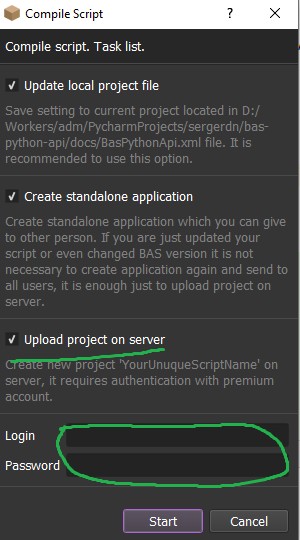 Compile Script
?
Compile script. Task list.
Update local project file
Save setting to current project located in D:/
Workers/adm/PycharmProjects/sergerdn/bas-
python-api/docs/BasPythonApi.xml file. It is
recommended to use this option.
Create standalone application
Create standalone application which you can give
to other person. If you are just updated your
script or even changed BAS version it is not
necessary to create application again and send to
all users, it is enough just to upload project on
server.
Upload project on server
Create new project 'YourUnuqueScriptName' on
server, it requires authentication with premium
account.
Login
Password
Start Cancel